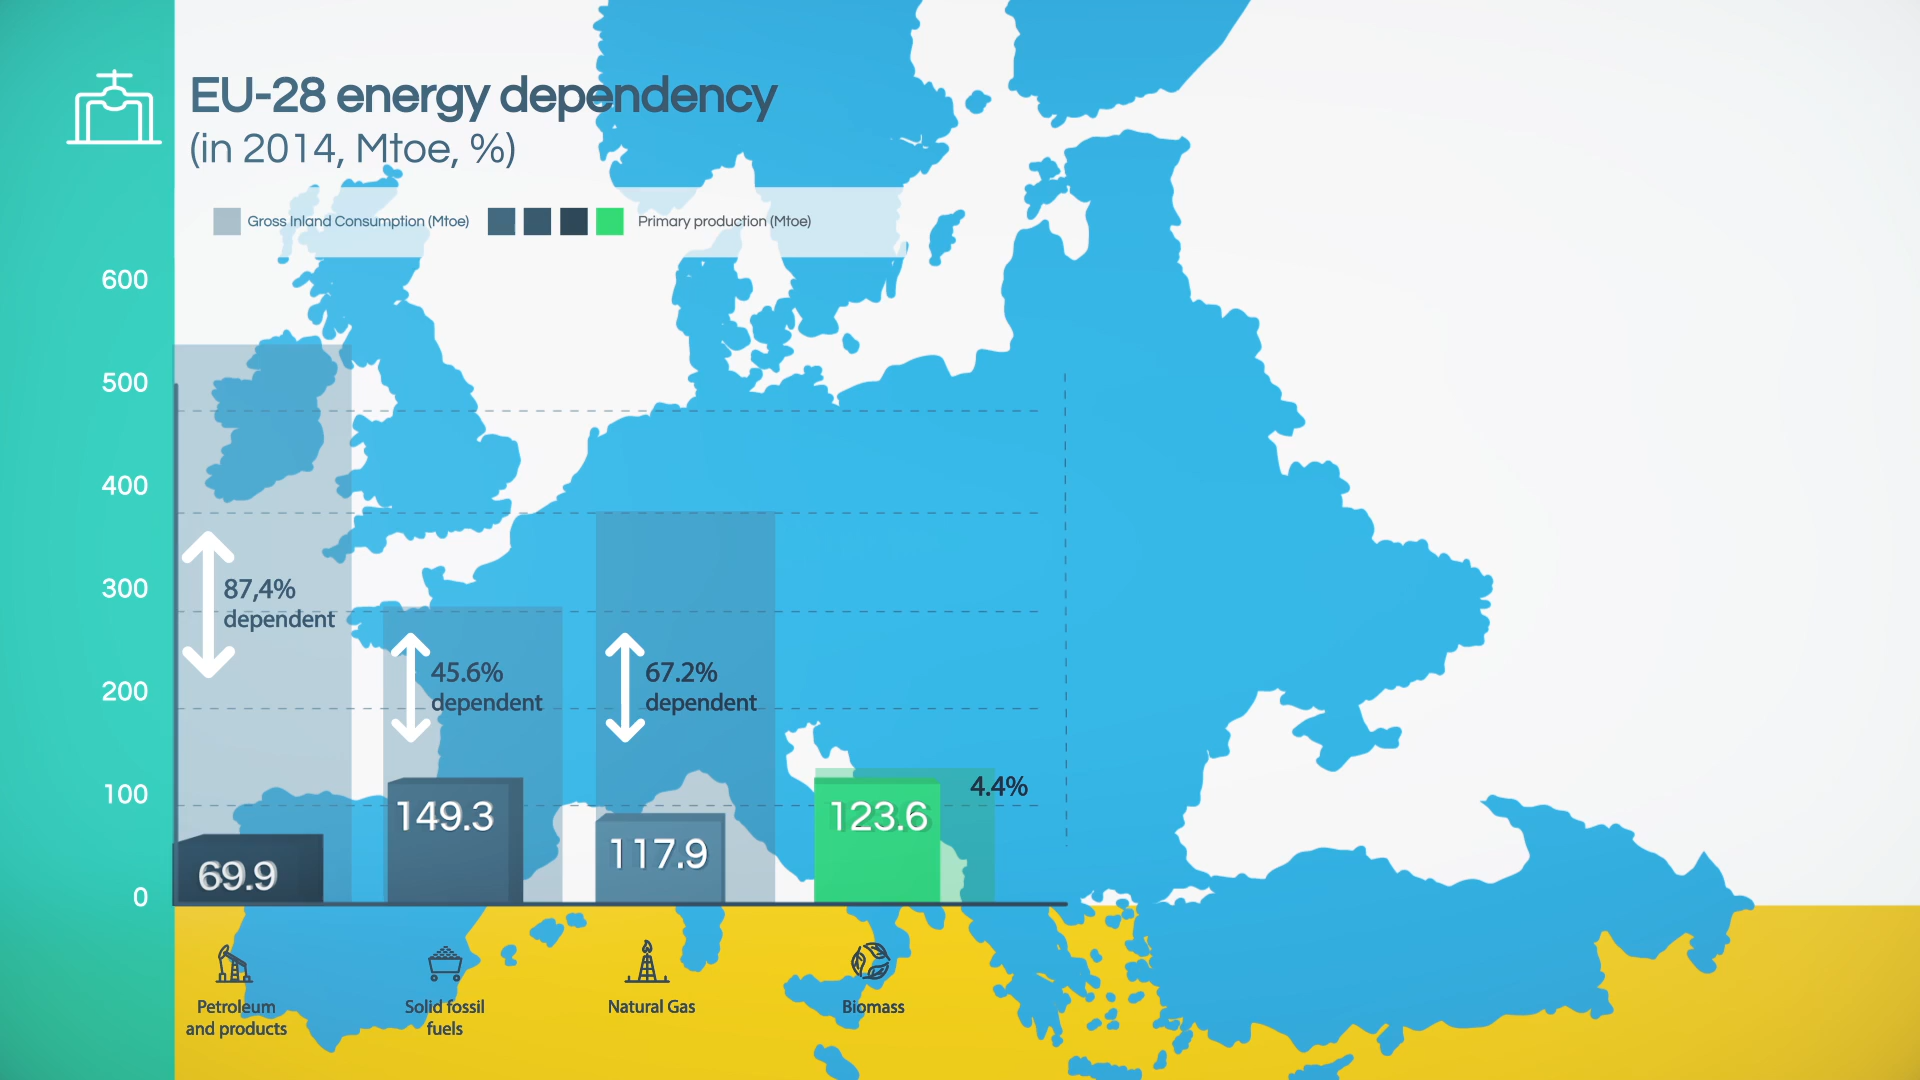 EU-28 energy dependency
(in 2014, Mtoe, %)
Gross Inland Consumption (Mtoe)
Primary production (Mtoe)
600
500
400
300
200
100
0
87,4%
dependent
45.6%
dependent
67.2%
dependent
4.4%
69.9
149.3
117.9
123.6
Petroleum
and products
Solid fossil
fuels
Natural Gas
Biomass